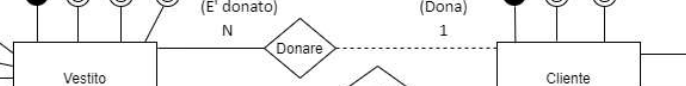 (E' donato) (Dona)
N 1
Donare
Vestito Cliente